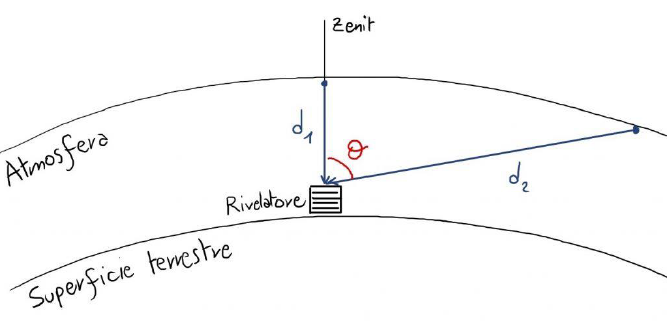 Zenit
Atmosfera
d1
θ
d2
Rivelatore
Superficie terrestre